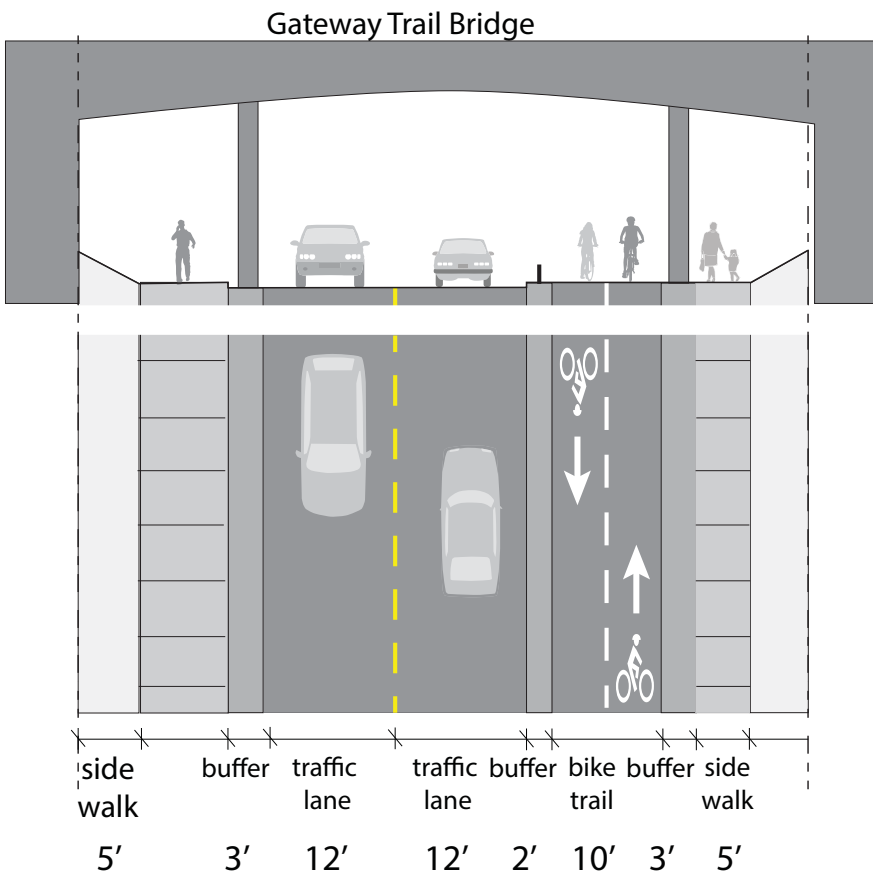 Gateway Trail Bridge
side
walk
buffer
traffic
lane
traffic
lane
buffer
bike
trail
buffer
side
walk
5′ 3′ 12′ 12′ 2′ 10′ 3′ 5′